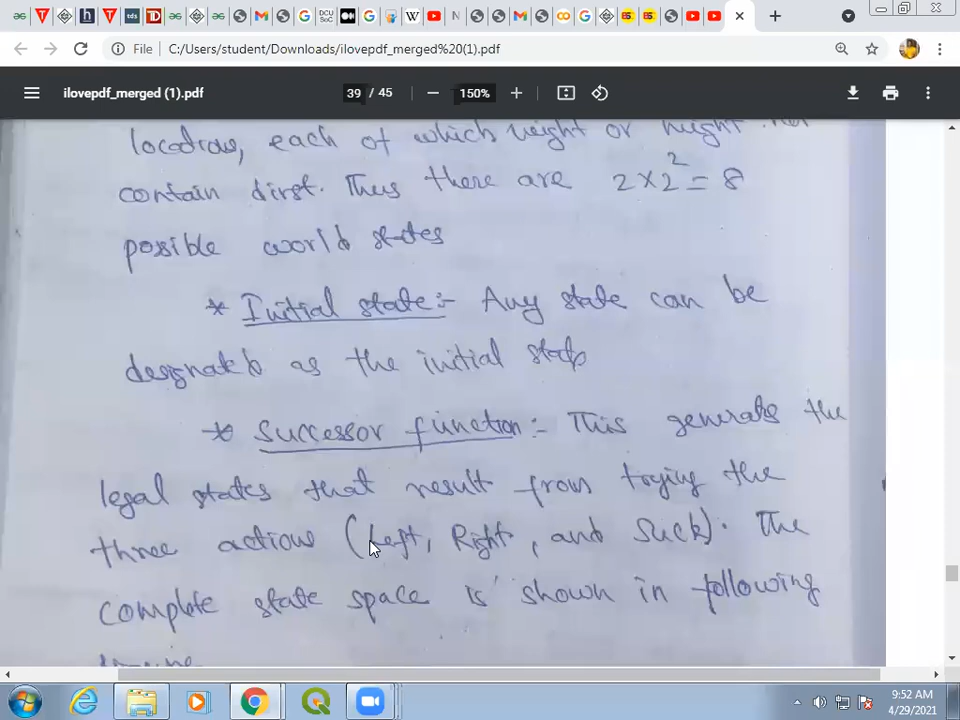 File C:/Users/student/Downloads/ilovepdf_merged%20(1).pdf
ilovepdf_merged (1).pdf 39 / 45 150%
each of which might or might not
contain dirst. Thus there are 2×2² = 8
possible world states
* Initial state:- Any state can be
designated as the initial state
* Successor function:- This generates the
legal states that result from trying the
three actions (Left, Right, and Suck). The
complete state space is shown in following
9:52 AM
4/29/2021